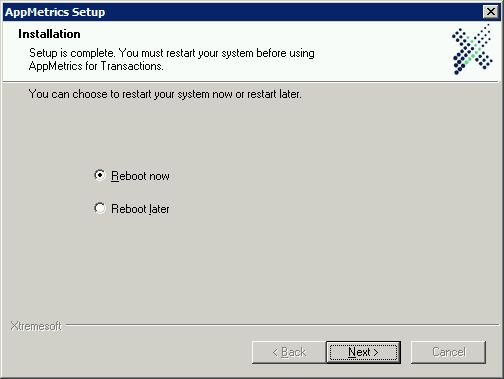 AppMetrics Setup
Installation
Setup is complete. You must restart your system before using
AppMetrics for Transactions.
You can choose to restart your system now or restart later.
Reboot now
Reboot later
Xtremesoft
< Back
Next >
Cancel